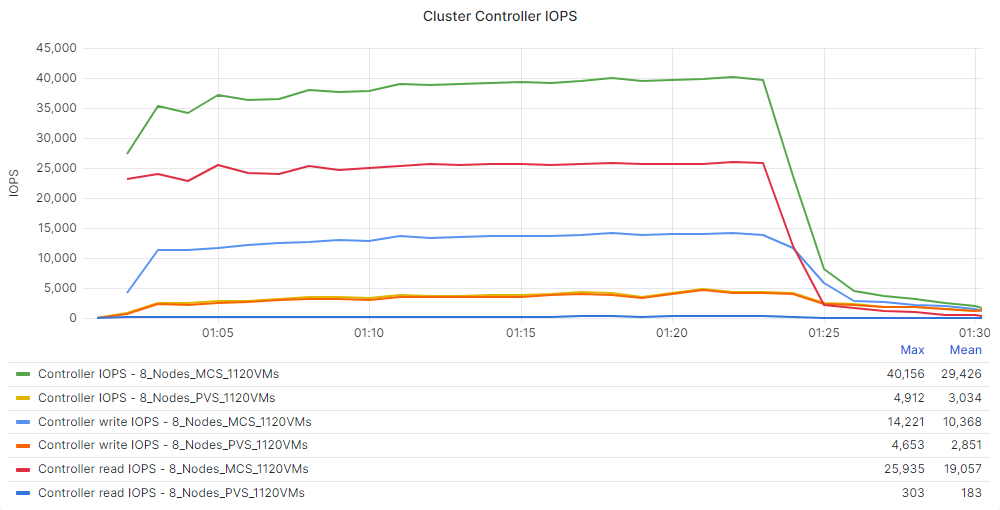 Cluster Controller IOPS
45,000
40,000
35,000
30,000
25,000
20,000
15,000
10,000
5,000
0
IOPS
01:05 01:10 01:15 01:20 01:25 01:30
Max Mean
Controller IOPS - 8_Nodes_MCS_1120VMs 40,156 29,426
Controller IOPS - 8_Nodes_PVS_1120VMs 4,912 3,034
Controller write IOPS - 8_Nodes_MCS_1120VMs 14,221 10,368
Controller write IOPS - 8_Nodes_PVS_1120VMs 4,653 2,851
Controller read IOPS - 8_Nodes_MCS_1120VMs 25,935 19,057
Controller read IOPS - 8_Nodes_PVS_1120VMs 303 183